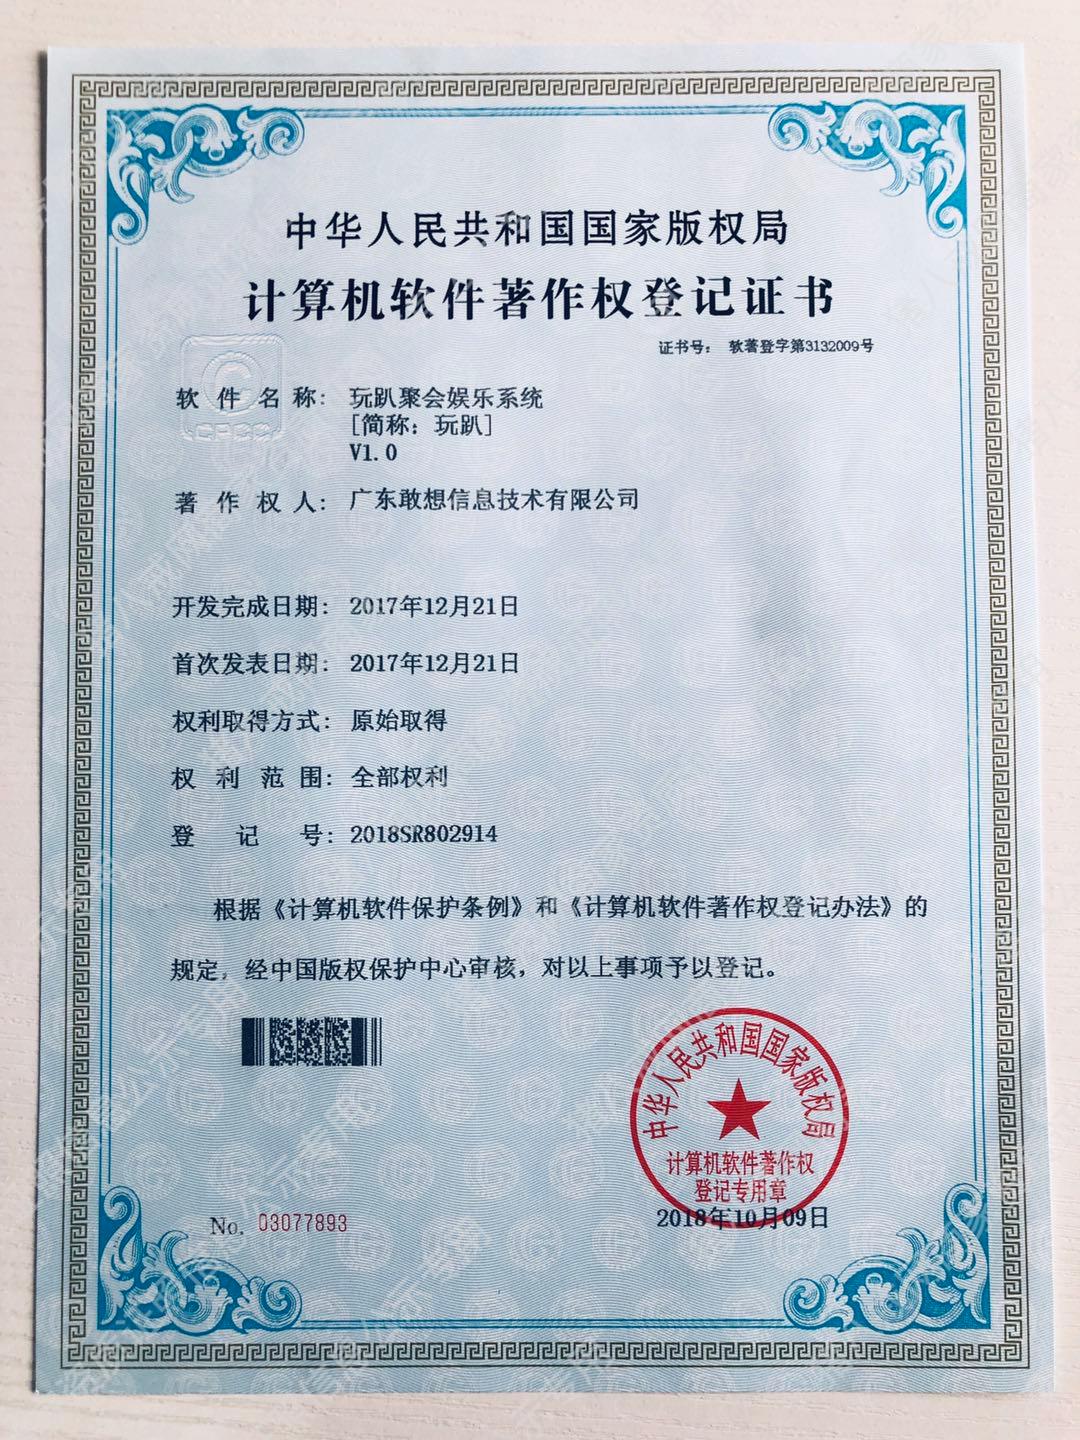 中华人民共和国国家版权局
计算机软件著作权登记证书
证书号： 软著登字第3132009号
软件名称： 玩趴聚会娱乐系统
[简称：玩趴]
V1.0
著作权人： 广东敢想信息技术有限公司
开发完成日期： 2017年12月21日
首次发表日期： 2017年12月21日
权利取得方式： 原始取得
权利范围： 全部权利
登记号： 2018SR802914
根据《计算机软件保护条例》和《计算机软件著作权登记办法》的
规定，经中国版权保护中心审核，对以上事项予以登记。
中华人民共和国国家版权局
计算机软件著作权
登记专用章
No. 03077893
2018年10月09日